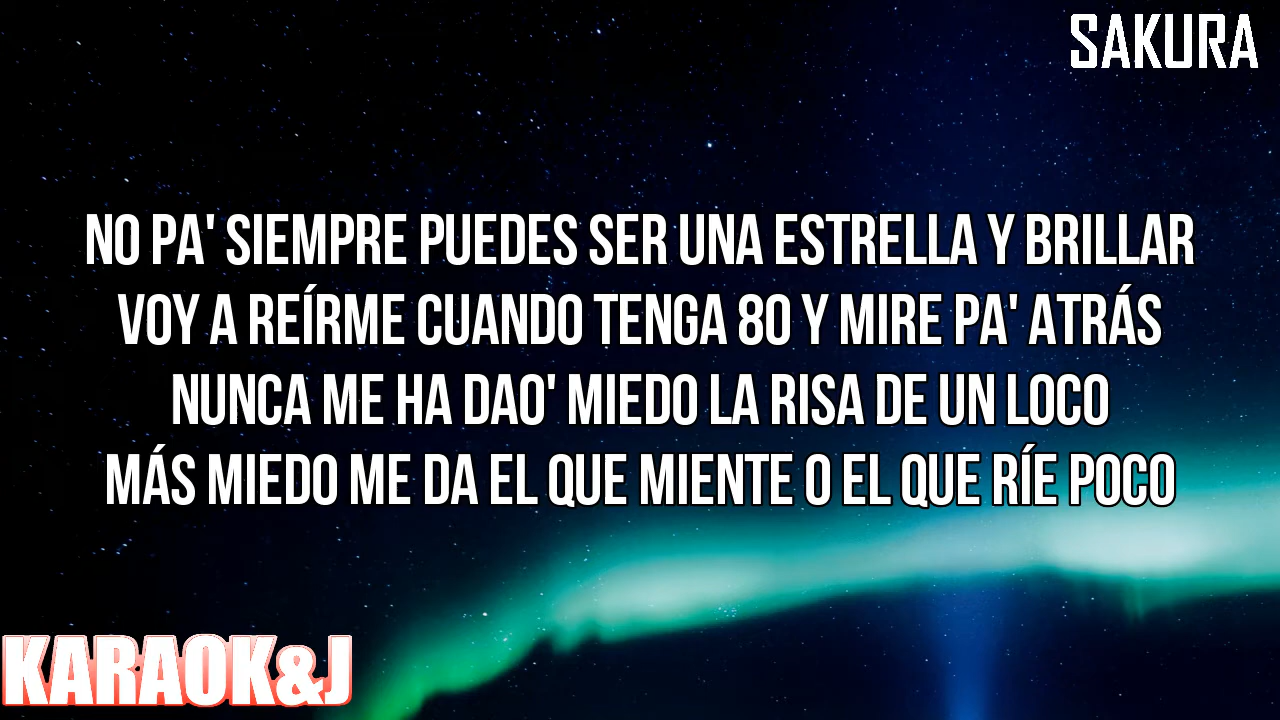 SAKURA
NO PA' SIEMPRE PUEDES SER UNA ESTRELLA Y BRILLAR
VOY A REÍRME CUANDO TENGA 80 Y MIRE PA' ATRÁS
NUNCA ME HA DAO' MIEDO LA RISA DE UN LOCO
MÁS MIEDO ME DA EL QUE MIENTE O EL QUE RÍE POCO
KARAOK&J